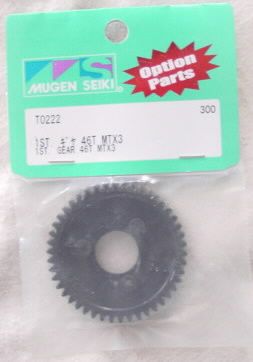 MUGEN SEIKI
Option
Parts
T0222
300
1ST. ギヤ 46T MTX3
1ST. GEAR 46T MTX3